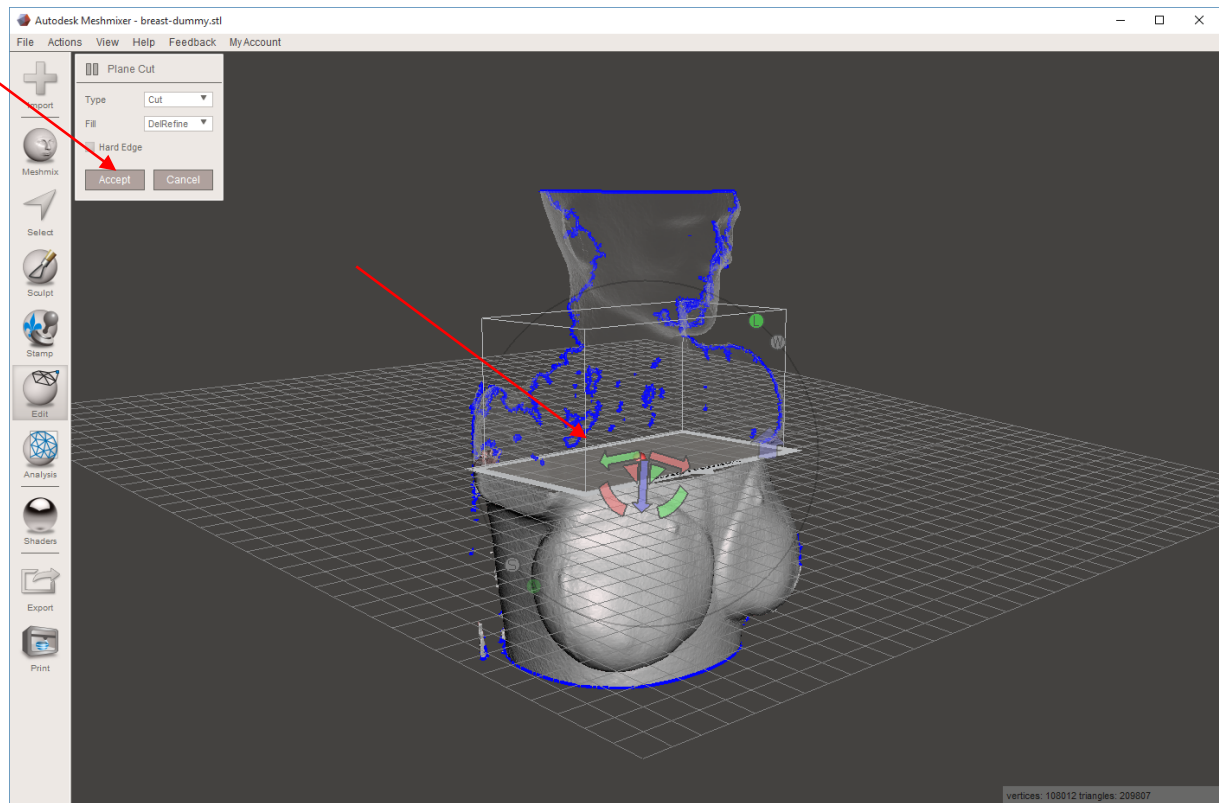 Autodesk Meshmixer - breast-dummy.stl
File Actions View Help Feedback My Account
Import
Meshmix
Select
Sculpt
Stamp
Edit
Analysis
Shaders
Export
Print
Plane Cut
Type Cut
Fill DelRefine
Hard Edge
Accept Cancel
L
W
S
vertices: 108012 triangles: 209807